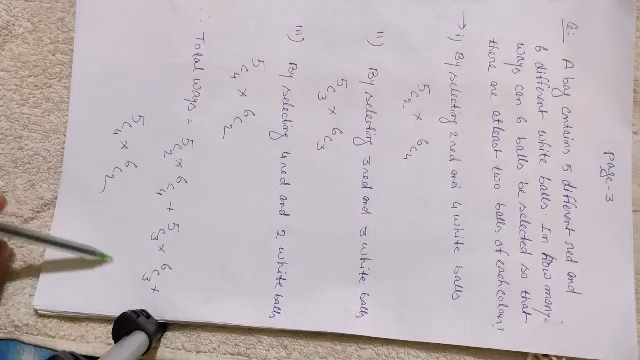 Page-3
Q: A bag contains 5 different red and
6 different white balls. In how many
ways can 6 balls be selected so that
there are atleast two balls of each colour?
→ i) By selecting 2 red and 4 white balls
⁵C₂ × ⁶C₄
ii) By selecting 3 red and 3 white balls
⁵C₃ × ⁶C₃
iii) By selecting 4 red and 2 white balls
⁵C₄ × ⁶C₂
∴ Total ways = ⁵C₂ × ⁶C₄ + ⁵C₃ × ⁶C₃ +
⁵C₄ × ⁶C₂